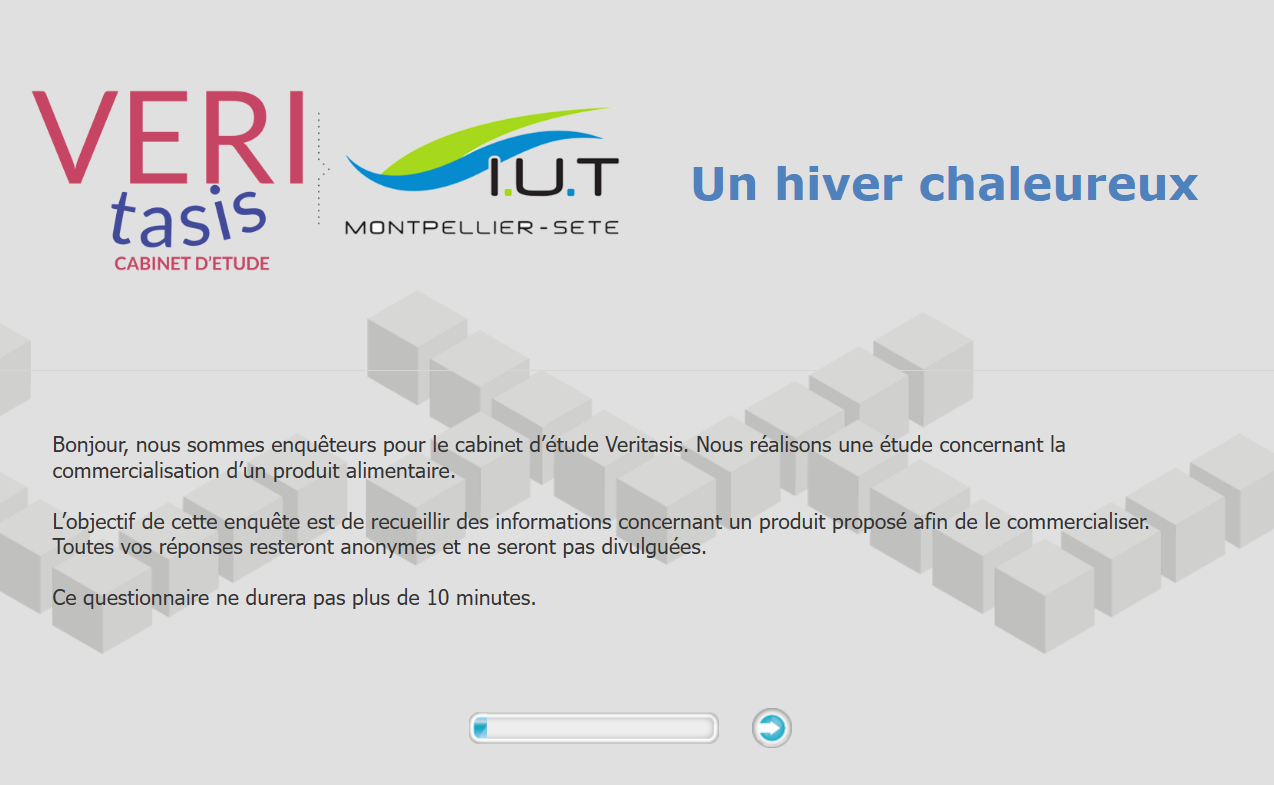 VERI
tasis
CABINET D'ETUDE
I.U.T
MONTPELLIER - SETE
Un hiver chaleureux
Bonjour, nous sommes enquêteurs pour le cabinet d’étude Veritasis. Nous réalisons une étude concernant la
commercialisation d’un produit alimentaire.
L’objectif de cette enquête est de recueillir des informations concernant un produit proposé afin de le commercialiser.
Toutes vos réponses resteront anonymes et ne seront pas divulguées.
Ce questionnaire ne durera pas plus de 10 minutes.